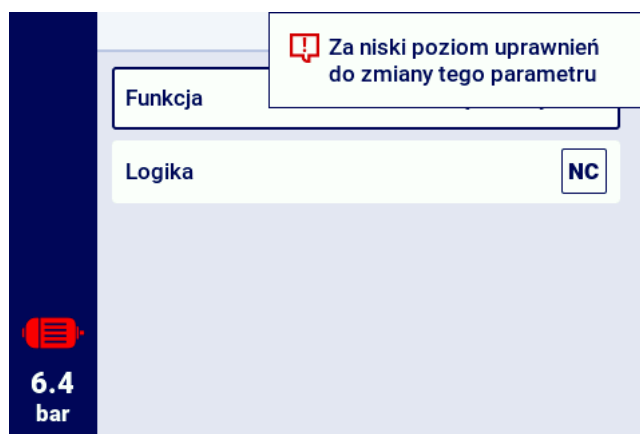 Za niski poziom uprawnień
do zmiany tego parametru
Funkcja
Logika
NC
6.4
bar